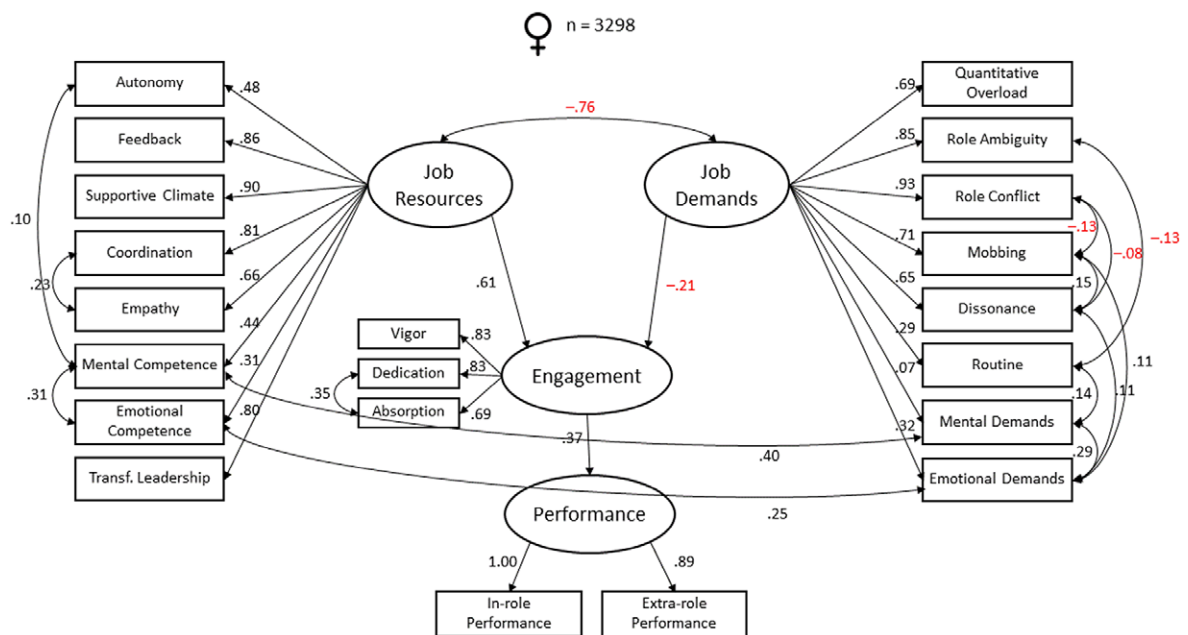 n = 3298
Autonomy
Feedback
Supportive Climate
Coordination
Empathy
Mental Competence
Emotional
Competence
Transf. Leadership
.48
.86
.90
.81
.66
.44
.31
.80
.10
.23
.31
−.76
Job
Resources
Job
Demands
.61
−.21
Vigor
Dedication
Absorption
.83
.83
.69
.35
Engagement
.37
.40
.25
Performance
1.00
.89
In-role
Performance
Extra-role
Performance
Quantitative
Overload
Role Ambiguity
Role Conflict
Mobbing
Dissonance
Routine
Mental Demands
Emotional Demands
.69
.85
.93
.71
.65
.29
.07
.32
−.13
−.08
−.13
.15
.11
.11
.14
.29